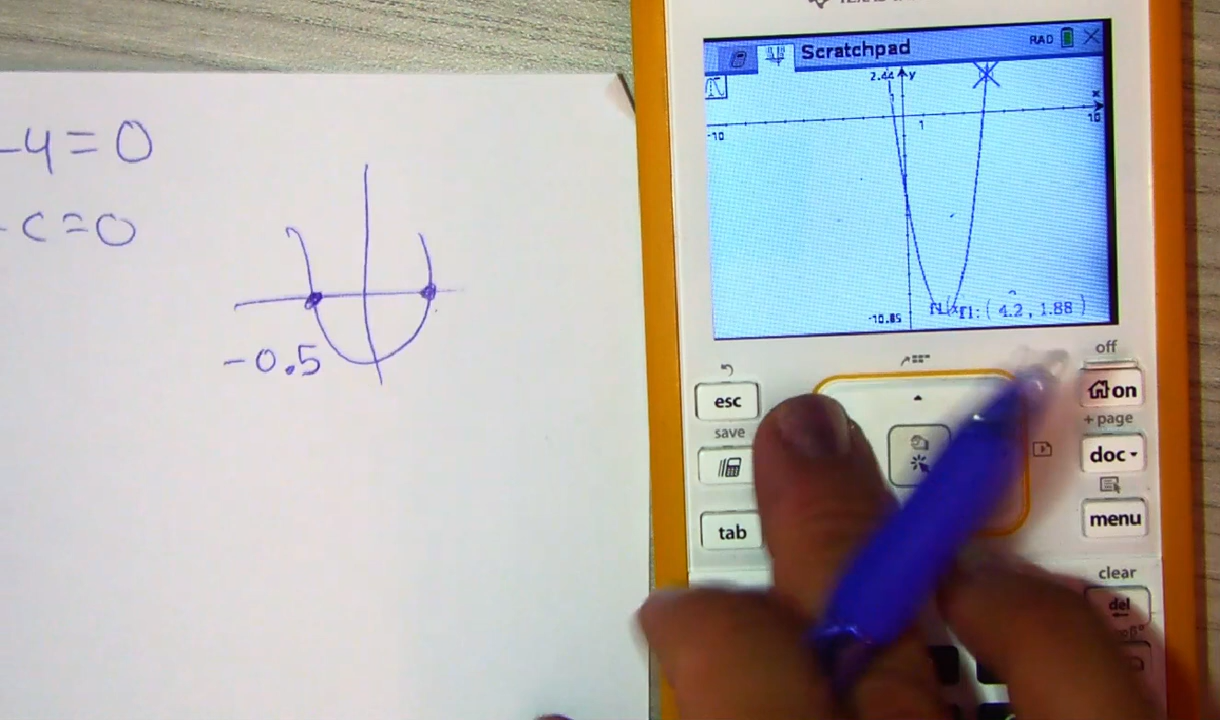 -4=0
c=0
-0.5
Scratchpad
RAD
2.44
y
1
x
-10
1
10
-10.85
(4.2, 1.88)
off
esc
on
+ page
save
doc
tab
menu
clear
del